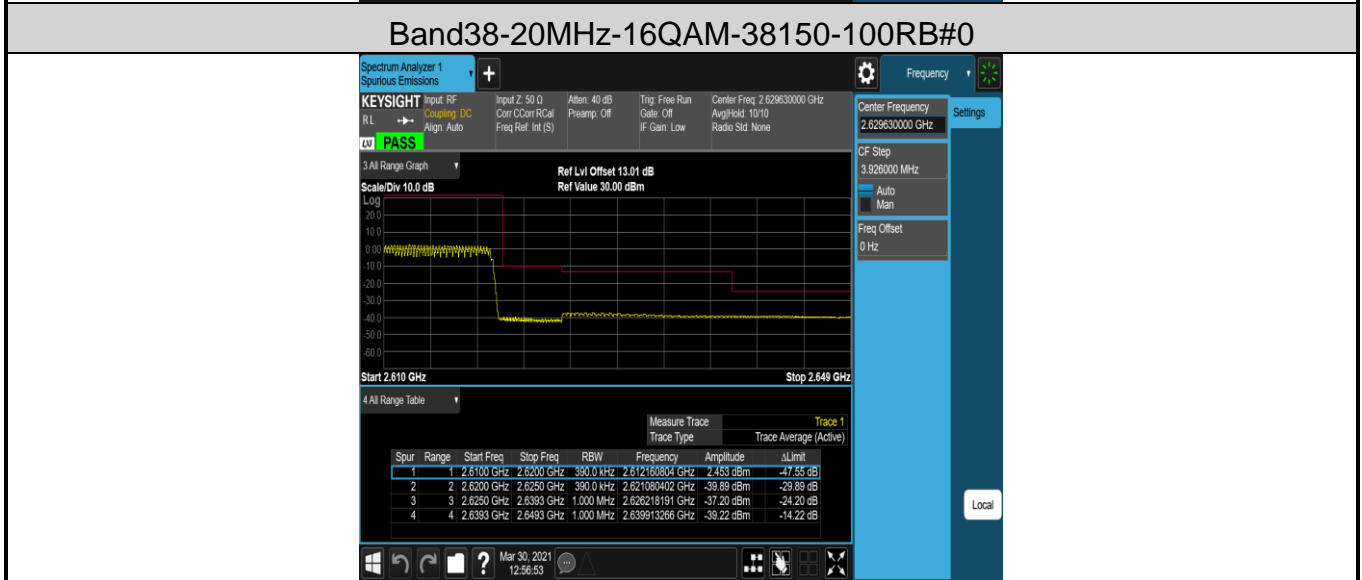 Band38-20MHz-16QAM-38150-100RB#0
Spectrum Analyzer 1
Spurious Emissions
+
Frequency
KEYSIGHT Input: RF Input Z: 50 Ω Atten: 40 dB Trig: Free Run Center Freq: 2.629630000 GHz
RL Coupling: DC Corr CCorr RCal Preamp: Off Gate: Off Avg|Hold: 10/10
Align: Auto Freq Ref: Int (S) IF Gain: Low Radio Std: None
LXI PASS
Center Frequency
2.629630000 GHz
Settings
CF Step
3.926000 MHz
Auto
Man
Freq Offset
0 Hz
3 All Range Graph
Ref Lvl Offset 13.01 dB
Scale/Div 10.0 dB Ref Value 30.00 dBm
Log
20.0
10.0
0.00
-10.0
-20.0
-30.0
-40.0
-50.0
-60.0
Start 2.610 GHz Stop 2.649 GHz
4 All Range Table
Measure Trace Trace 1
Trace Type Trace Average (Active)
Spur Range Start Freq Stop Freq RBW Frequency Amplitude ΔLimit
1 1 2.6100 GHz 2.6200 GHz 390.0 kHz 2.612160804 GHz 2.453 dBm -47.55 dB
2 2 2.6200 GHz 2.6250 GHz 390.0 kHz 2.621080402 GHz -39.89 dBm -29.89 dB
3 3 2.6250 GHz 2.6393 GHz 1.000 MHz 2.626218191 GHz -37.20 dBm -24.20 dB
4 4 2.6393 GHz 2.6493 GHz 1.000 MHz 2.639913266 GHz -39.22 dBm -14.22 dB
Local
? Mar 30, 2021
12:56:53